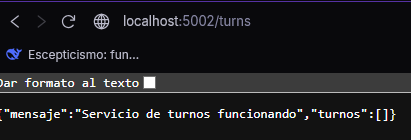 localhost:5002/turns
Escepticismo: fun...
Dar formato al texto
{"mensaje":"Servicio de turnos funcionando","turnos":[]}